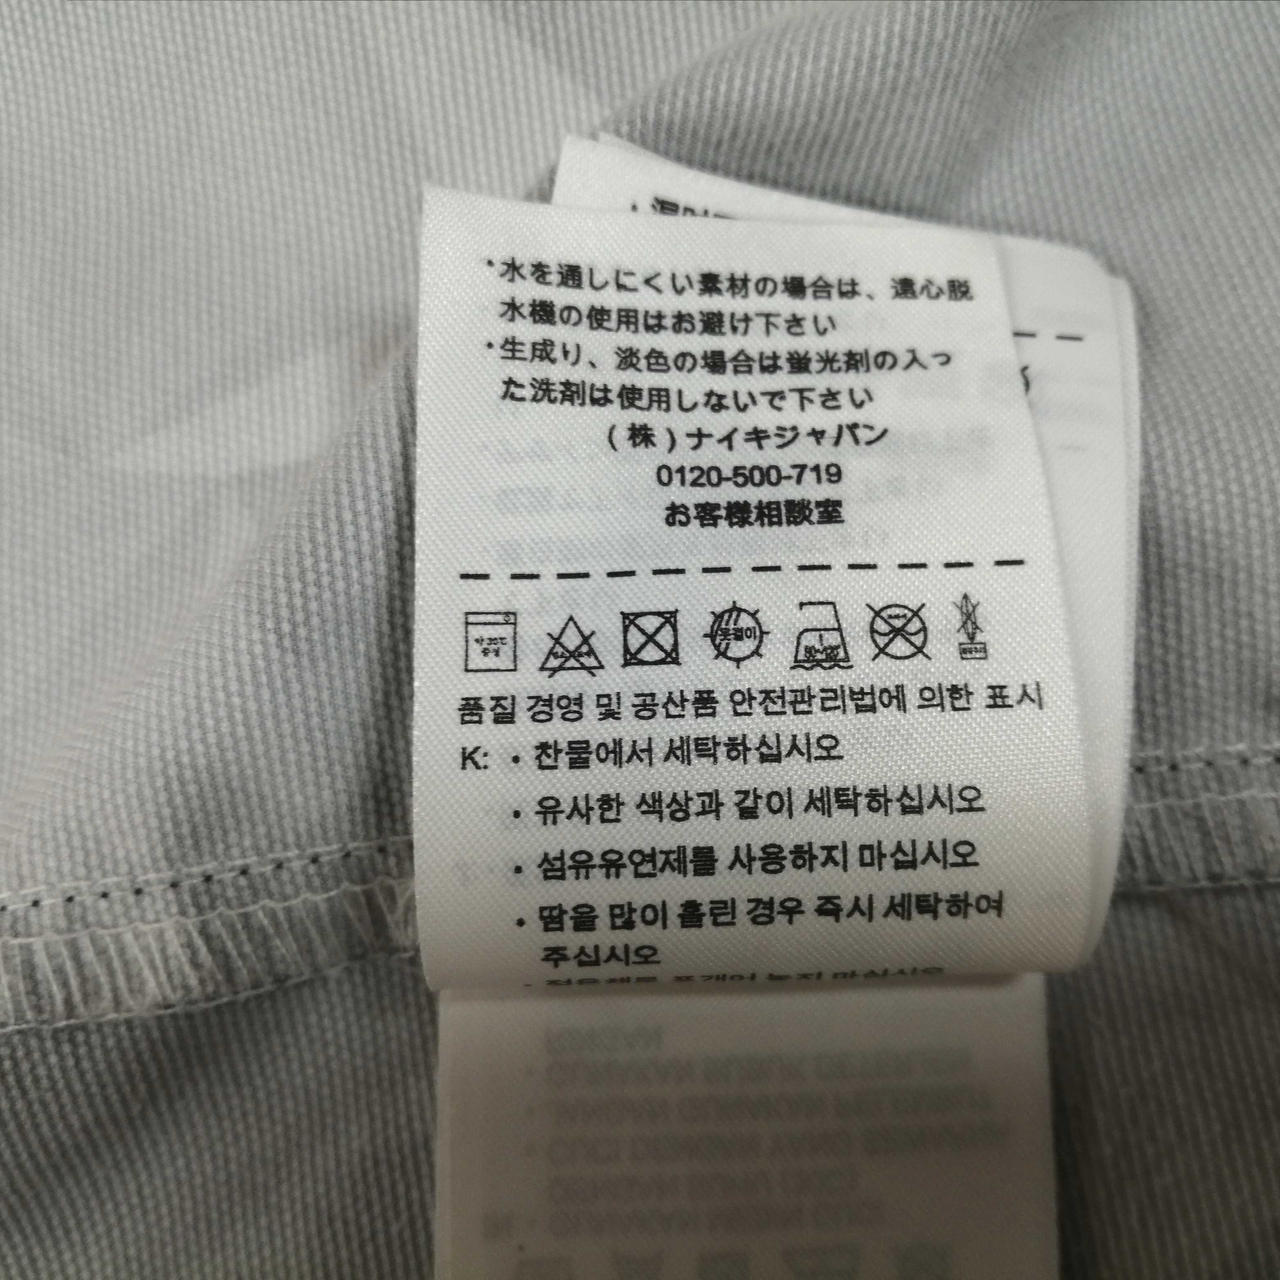 ・水を通しにくい素材の場合は、遠心脱
水機の使用はお避け下さい
・生成り、淡色の場合は蛍光剤の入っ
た洗剤は使用しないで下さい
(株)ナイキジャパン
0120-500-719
お客様相談室
약 30℃ 중성 옷걸이
품질 경영 및 공산품 안전관리법에 의한 표시
K: ・ 찬물에서 세탁하십시오
・ 유사한 색상과 같이 세탁하십시오
・ 섬유유연제를 사용하지 마십시오
・ 땀을 많이 흘린 경우 즉시 세탁하여
주십시오